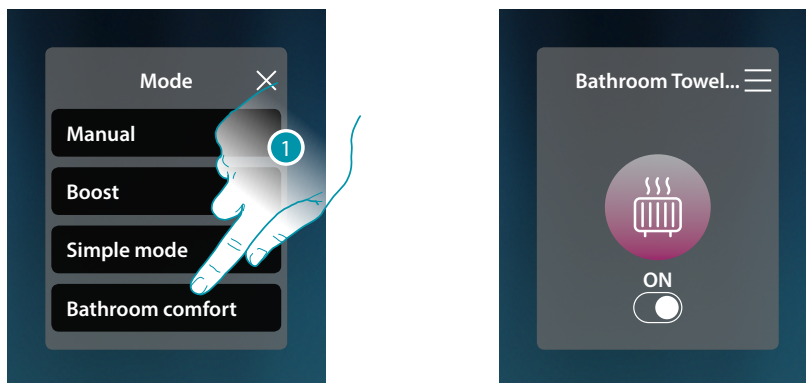 Mode
Manual
1
Boost
Simple mode
Bathroom comfort
Bathroom Towel...
ON